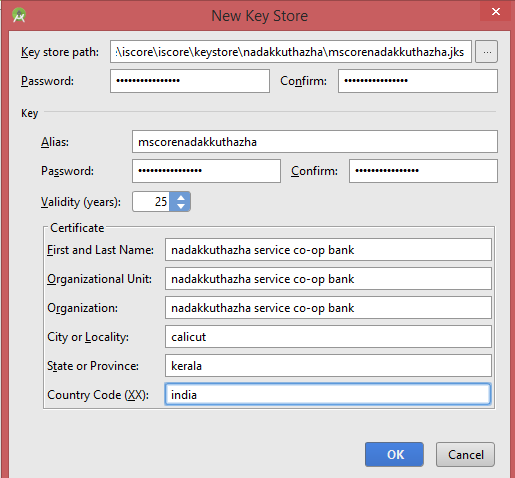 New Key Store
Key store path: :\iscore\iscore\keystore\nadakkuthazha\mscorenadakkuthazha.jks ...
Password: ••••••••••••••• Confirm: •••••••••••••••
Key
Alias: mscorenadakkuthazha
Password: ••••••••••••••• Confirm: •••••••••••••••
Validity (years): 25
Certificate
First and Last Name: nadakkuthazha service co-op bank
Organizational Unit: nadakkuthazha service co-op bank
Organization: nadakkuthazha service co-op bank
City or Locality: calicut
State or Province: kerala
Country Code (XX): india
OK Cancel